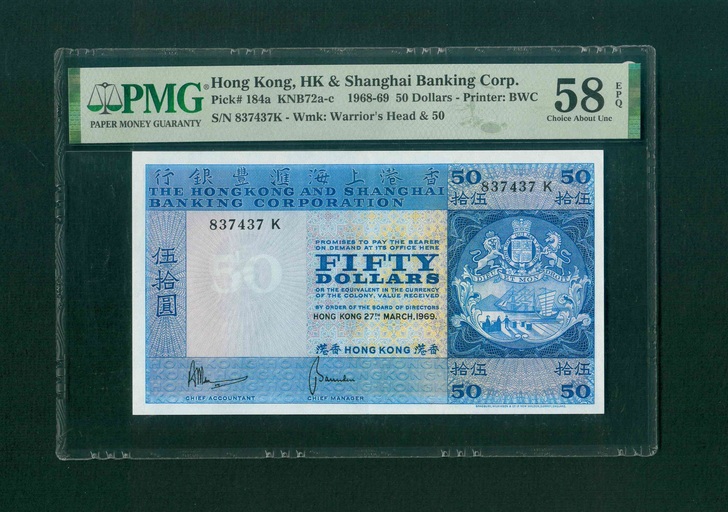 PMG
PAPER MONEY GUARANTY
Hong Kong, HK & Shanghai Banking Corp.
Pick# 184a KNB72a-c 1968-69 50 Dollars - Printer: BWC
S/N 837437K - Wmk: Warrior's Head & 50
58 EPQ
Choice About Unc
行銀豐滙海上港香
THE HONGKONG AND SHANGHAI
BANKING CORPORATION
50 50
837437 K
拾伍 拾伍
837437 K
50
伍拾圓
PROMISES TO PAY THE BEARER
ON DEMAND AT ITS OFFICE HERE
FIFTY
DOLLARS
OR THE EQUIVALENT IN THE CURRENCY
OF THE COLONY, VALUE RECEIVED
BY ORDER OF THE BOARD OF DIRECTORS
HONG KONG 27TH MARCH, 1969.
港香 HONG KONG 港香
DIEU ET MON DROIT
CHIEF ACCOUNTANT
CHIEF MANAGER
拾伍 拾伍
50 50